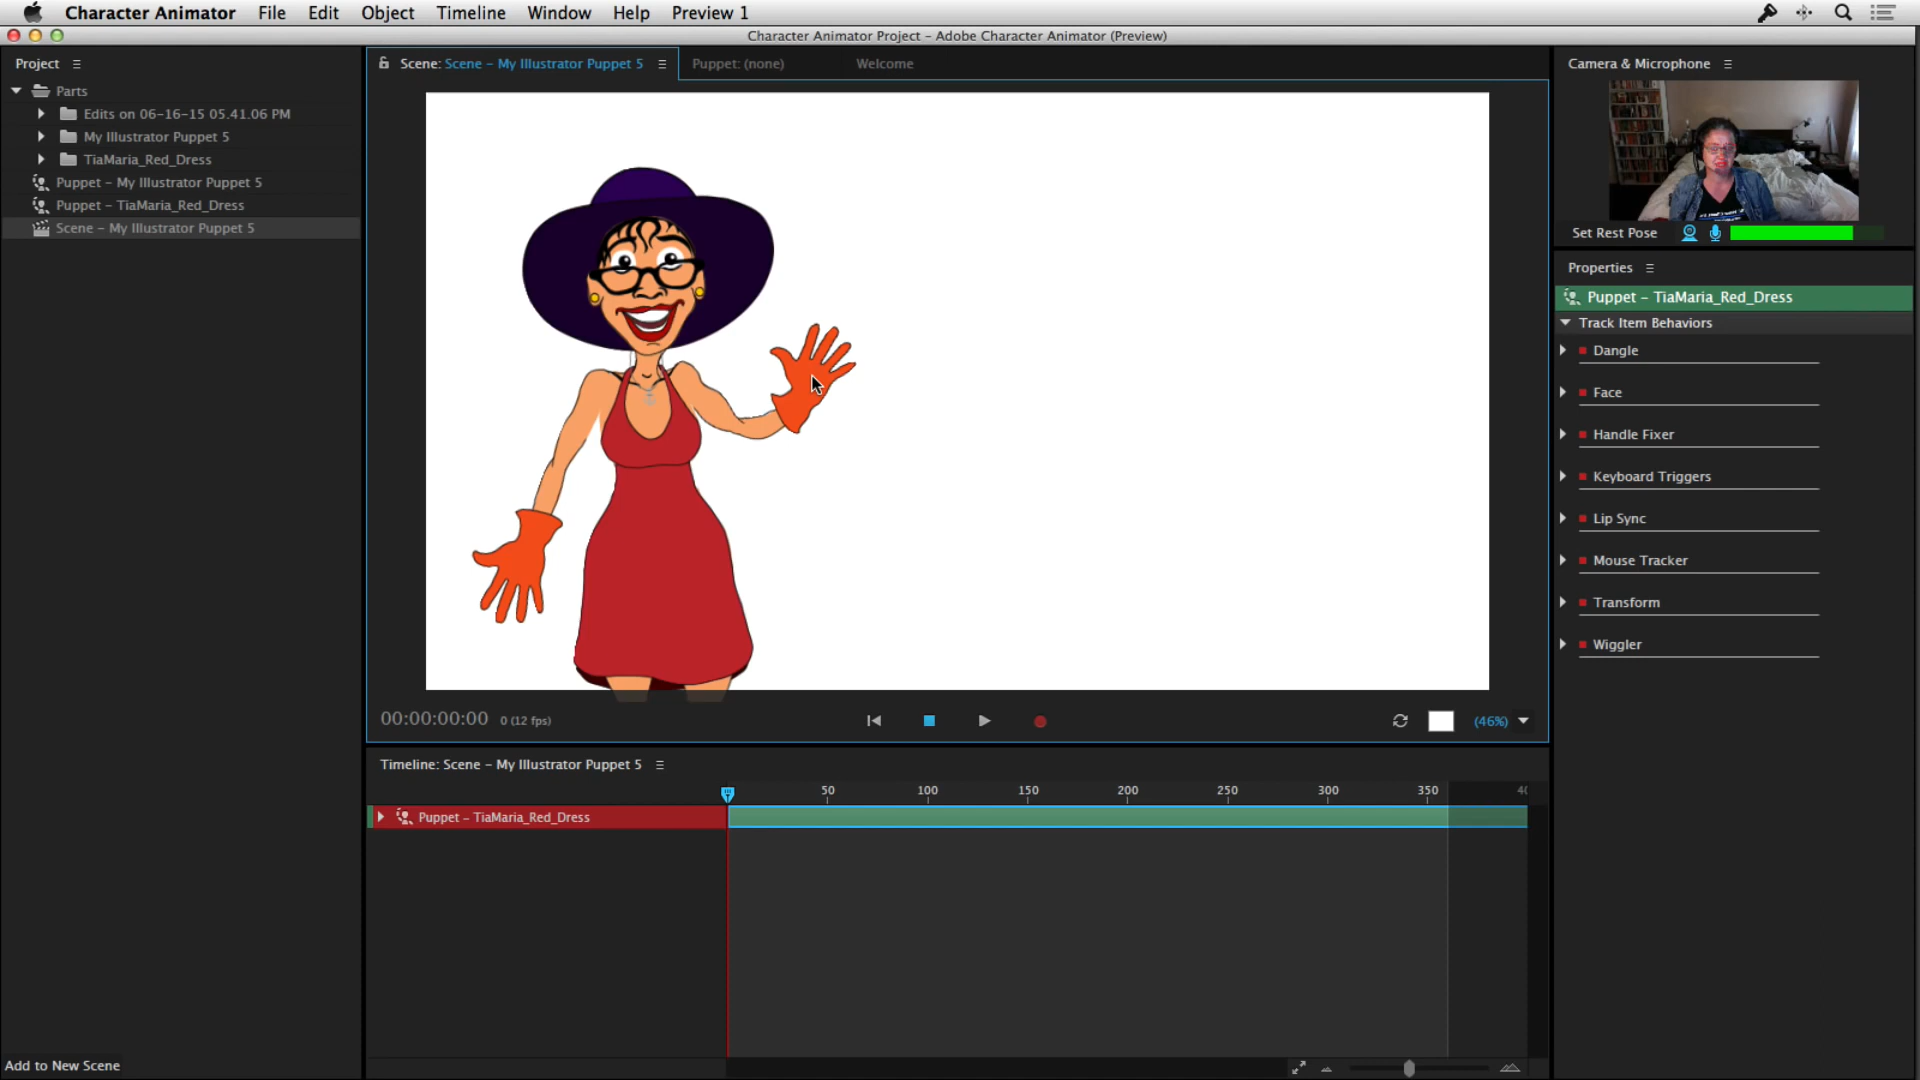 Character Animator File Edit Object Timeline Window Help Preview 1
Character Animator Project – Adobe Character Animator (Preview)
Project
Parts
Edits on 06-16-15 05.41.06 PM
My Illustrator Puppet 5
TiaMaria_Red_Dress
Puppet – My Illustrator Puppet 5
Puppet – TiaMaria_Red_Dress
Scene – My Illustrator Puppet 5
Add to New Scene
Scene: Scene – My Illustrator Puppet 5 Puppet: (none) Welcome
00:00:00:00 0 (12 fps) (46%)
Timeline: Scene – My Illustrator Puppet 5
50 100 150 200 250 300 350
Puppet – TiaMaria_Red_Dress
Camera & Microphone
Set Rest Pose
Properties
Puppet – TiaMaria_Red_Dress
Track Item Behaviors
Dangle
Face
Handle Fixer
Keyboard Triggers
Lip Sync
Mouse Tracker
Transform
Wiggler